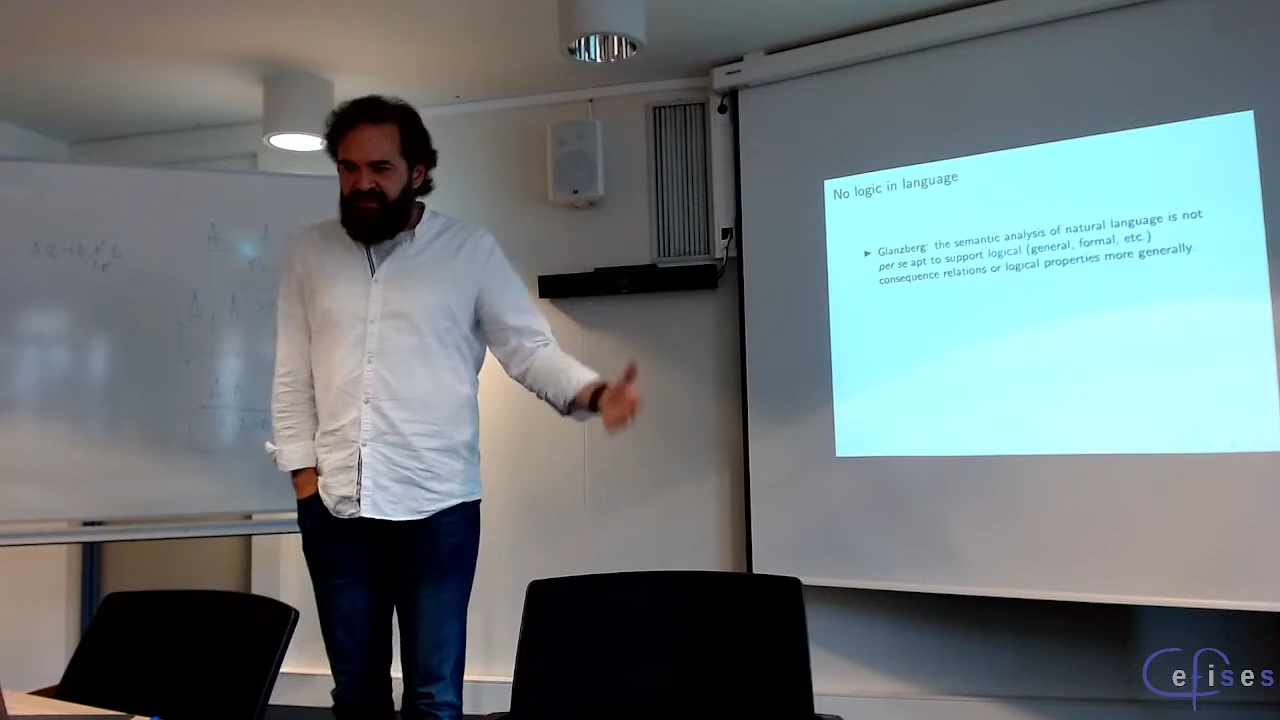 No logic in language
► Glanzberg: the semantic analysis of natural language is not
per se apt to support logical (general, formal, etc.)
consequence relations or logical properties more generally.
Cefises